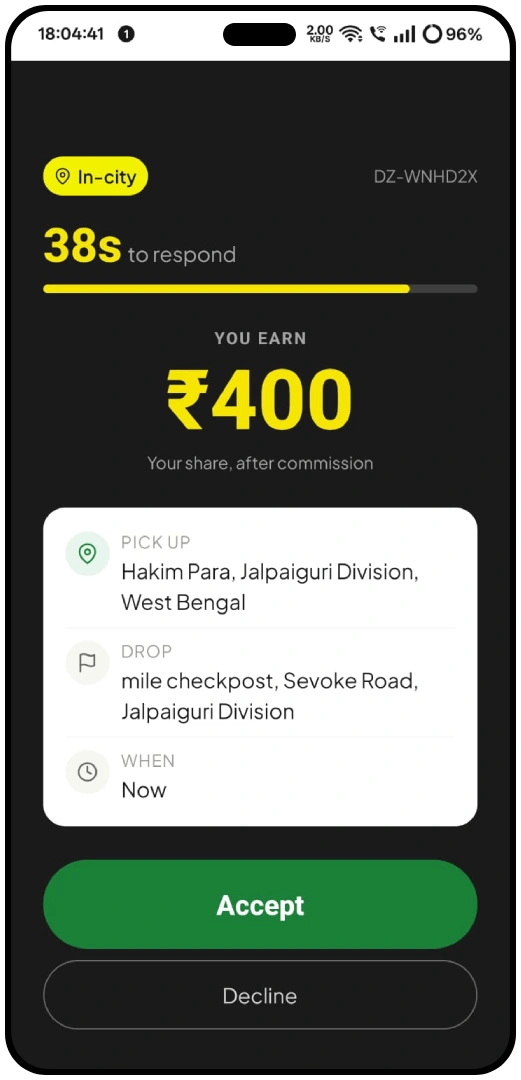 18:04:41 1 2.00 KB/S 96%
In-city DZ-WNHD2X
38s to respond
YOU EARN
₹400
Your share, after commission
PICK UP
Hakim Para, Jalpaiguri Division,
West Bengal
DROP
mile checkpost, Sevoke Road,
Jalpaiguri Division
WHEN
Now
Accept
Decline